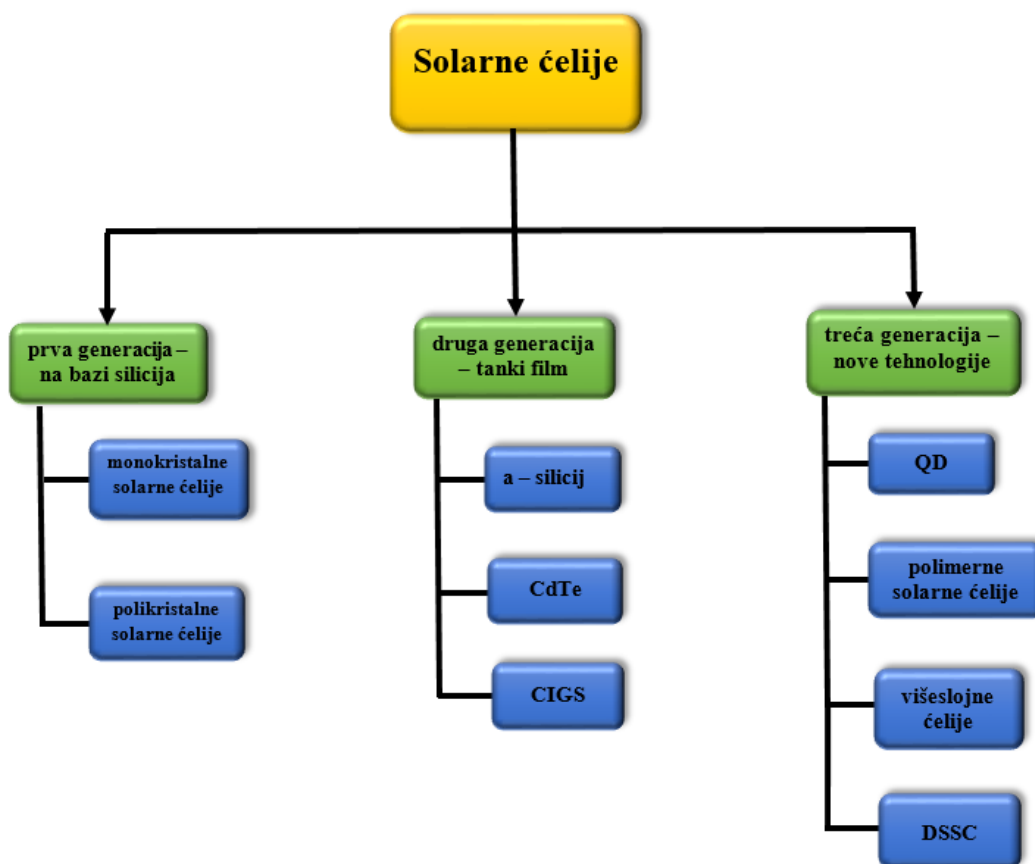 Solarne ćelije
prva generacija –
na bazi silicija
monokristalne
solarne ćelije
polikristalne
solarne ćelije
druga generacija
– tanki film
a – silicij
CdTe
CIGS
treća generacija –
nove tehnologije
QD
polimerne
solarne ćelije
višeslojne
ćelije
DSSC